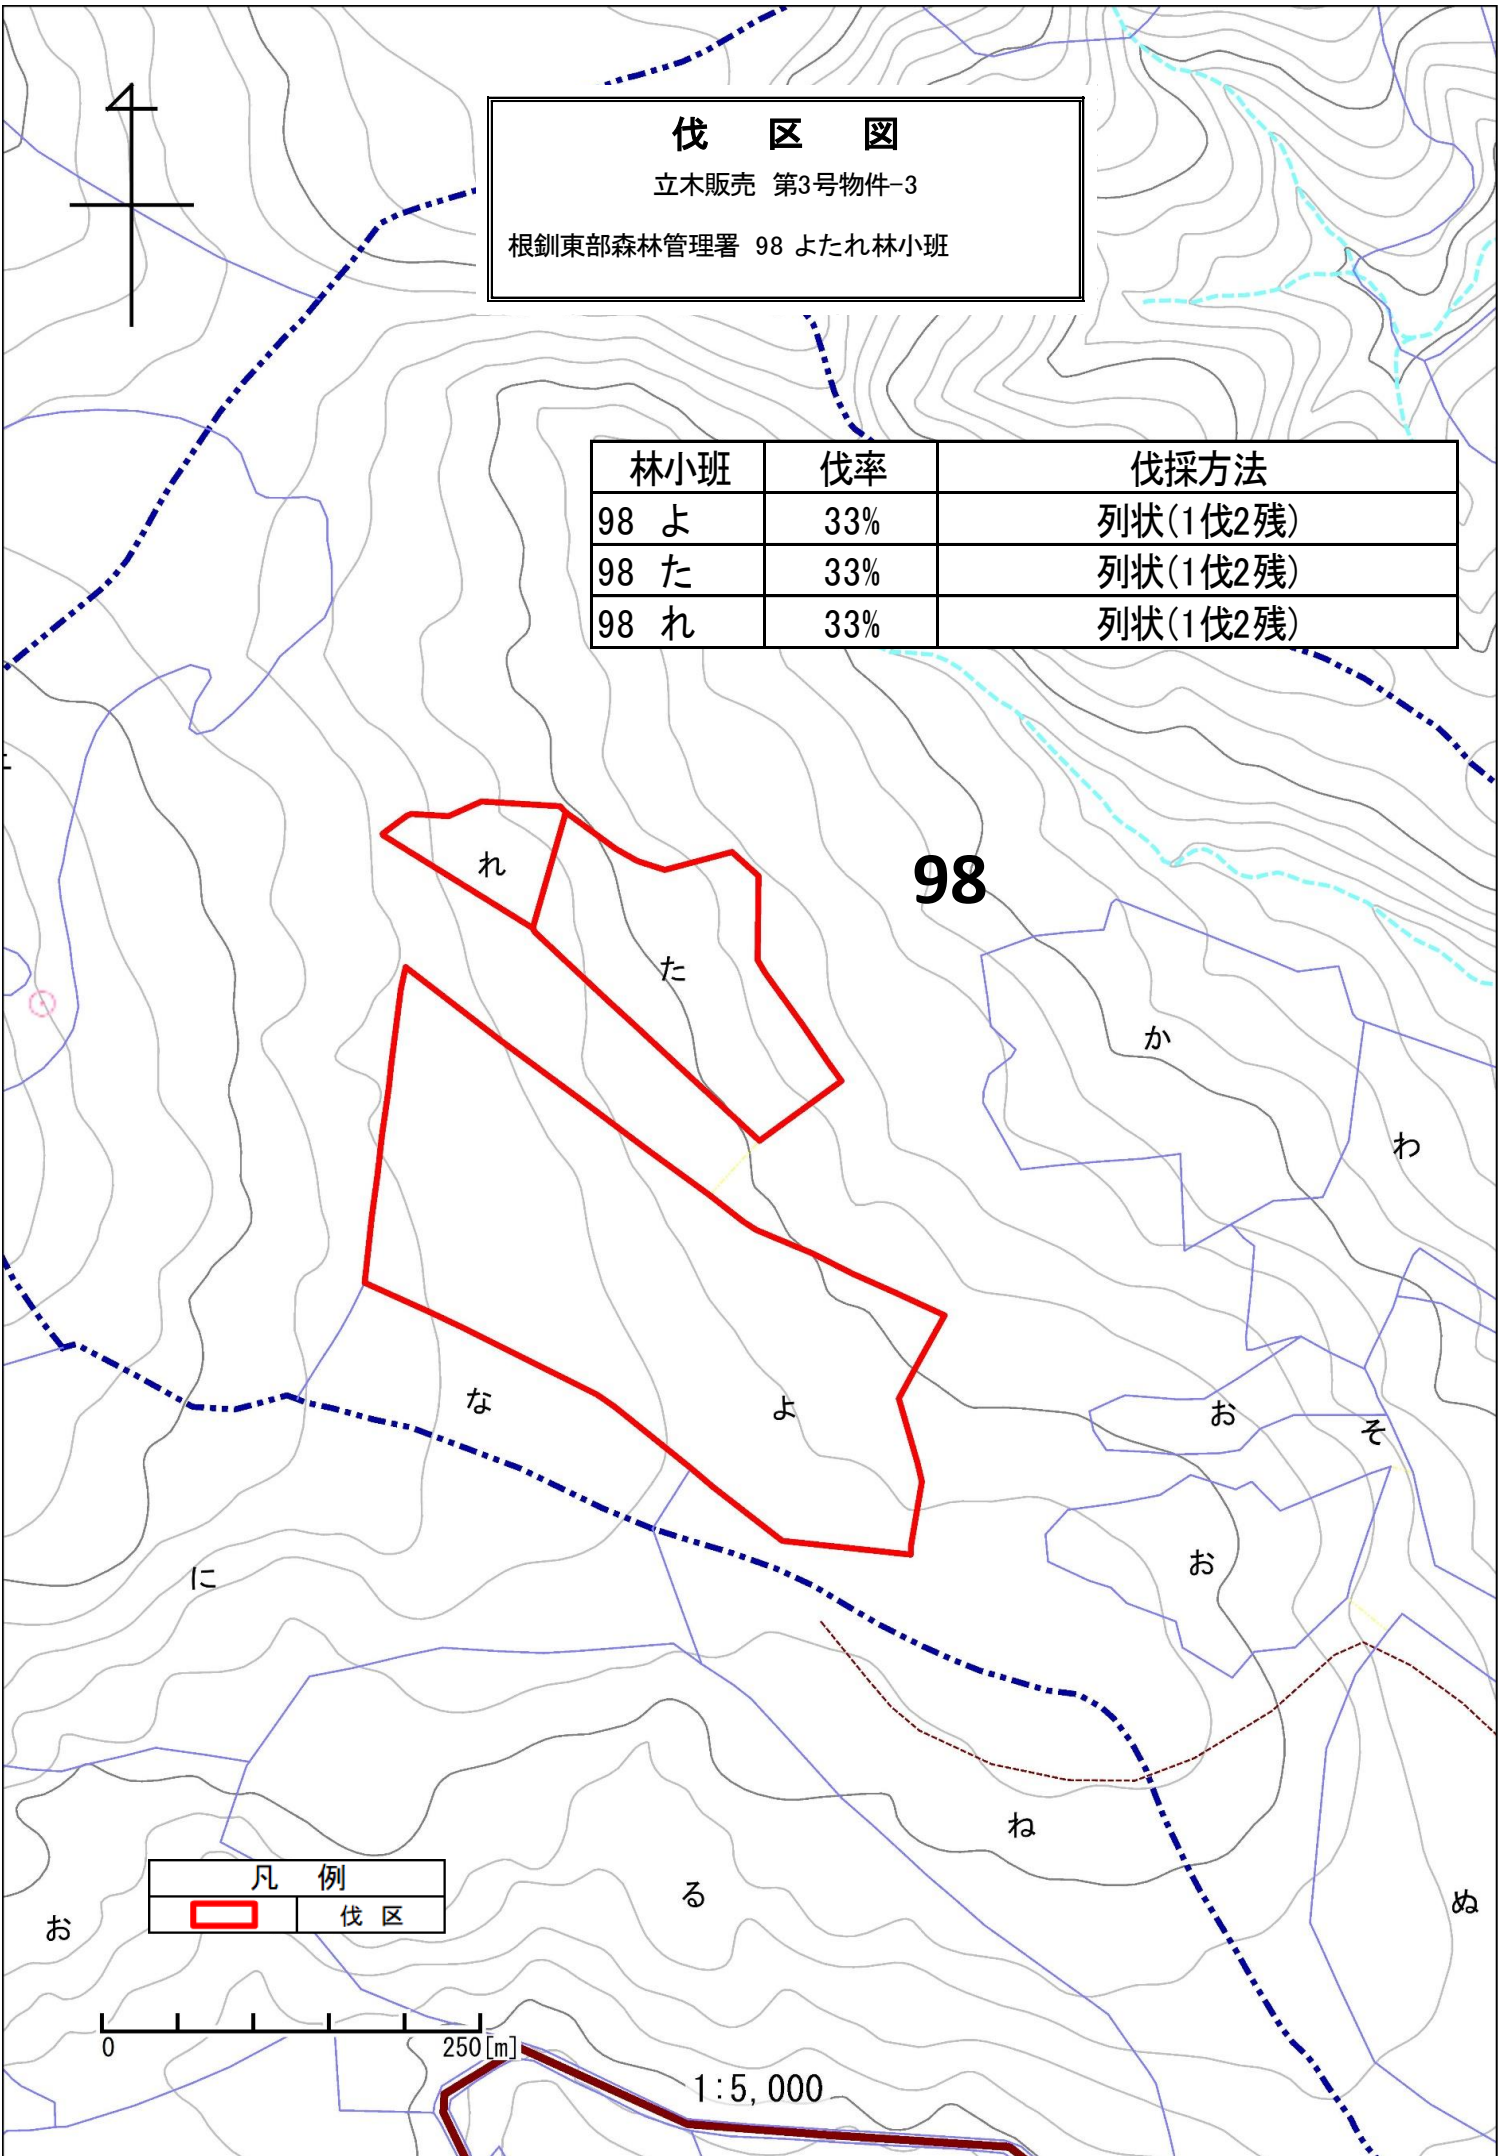 伐 区 図
立木販売 第3号物件-3
根釧東部森林管理署 98 よたれ林小班
林小班 伐率 伐採方法
98 よ 33% 列状(1伐2残)
98 た 33% 列状(1伐2残)
98 れ 33% 列状(1伐2残)
れ
98
た
か
わ
な
よ
お
そ
に
お
ね
る
ぬ
お
凡 例
伐 区
0 250[m]
1:5,000